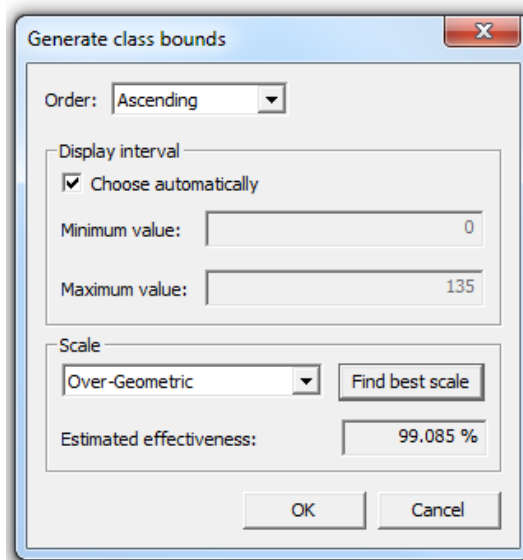 Generate class bounds
Order: Ascending
Display interval
Choose automatically
Minimum value: 0
Maximum value: 135
Scale
Over-Geometric Find best scale
Estimated effectiveness: 99.085 %
OK Cancel